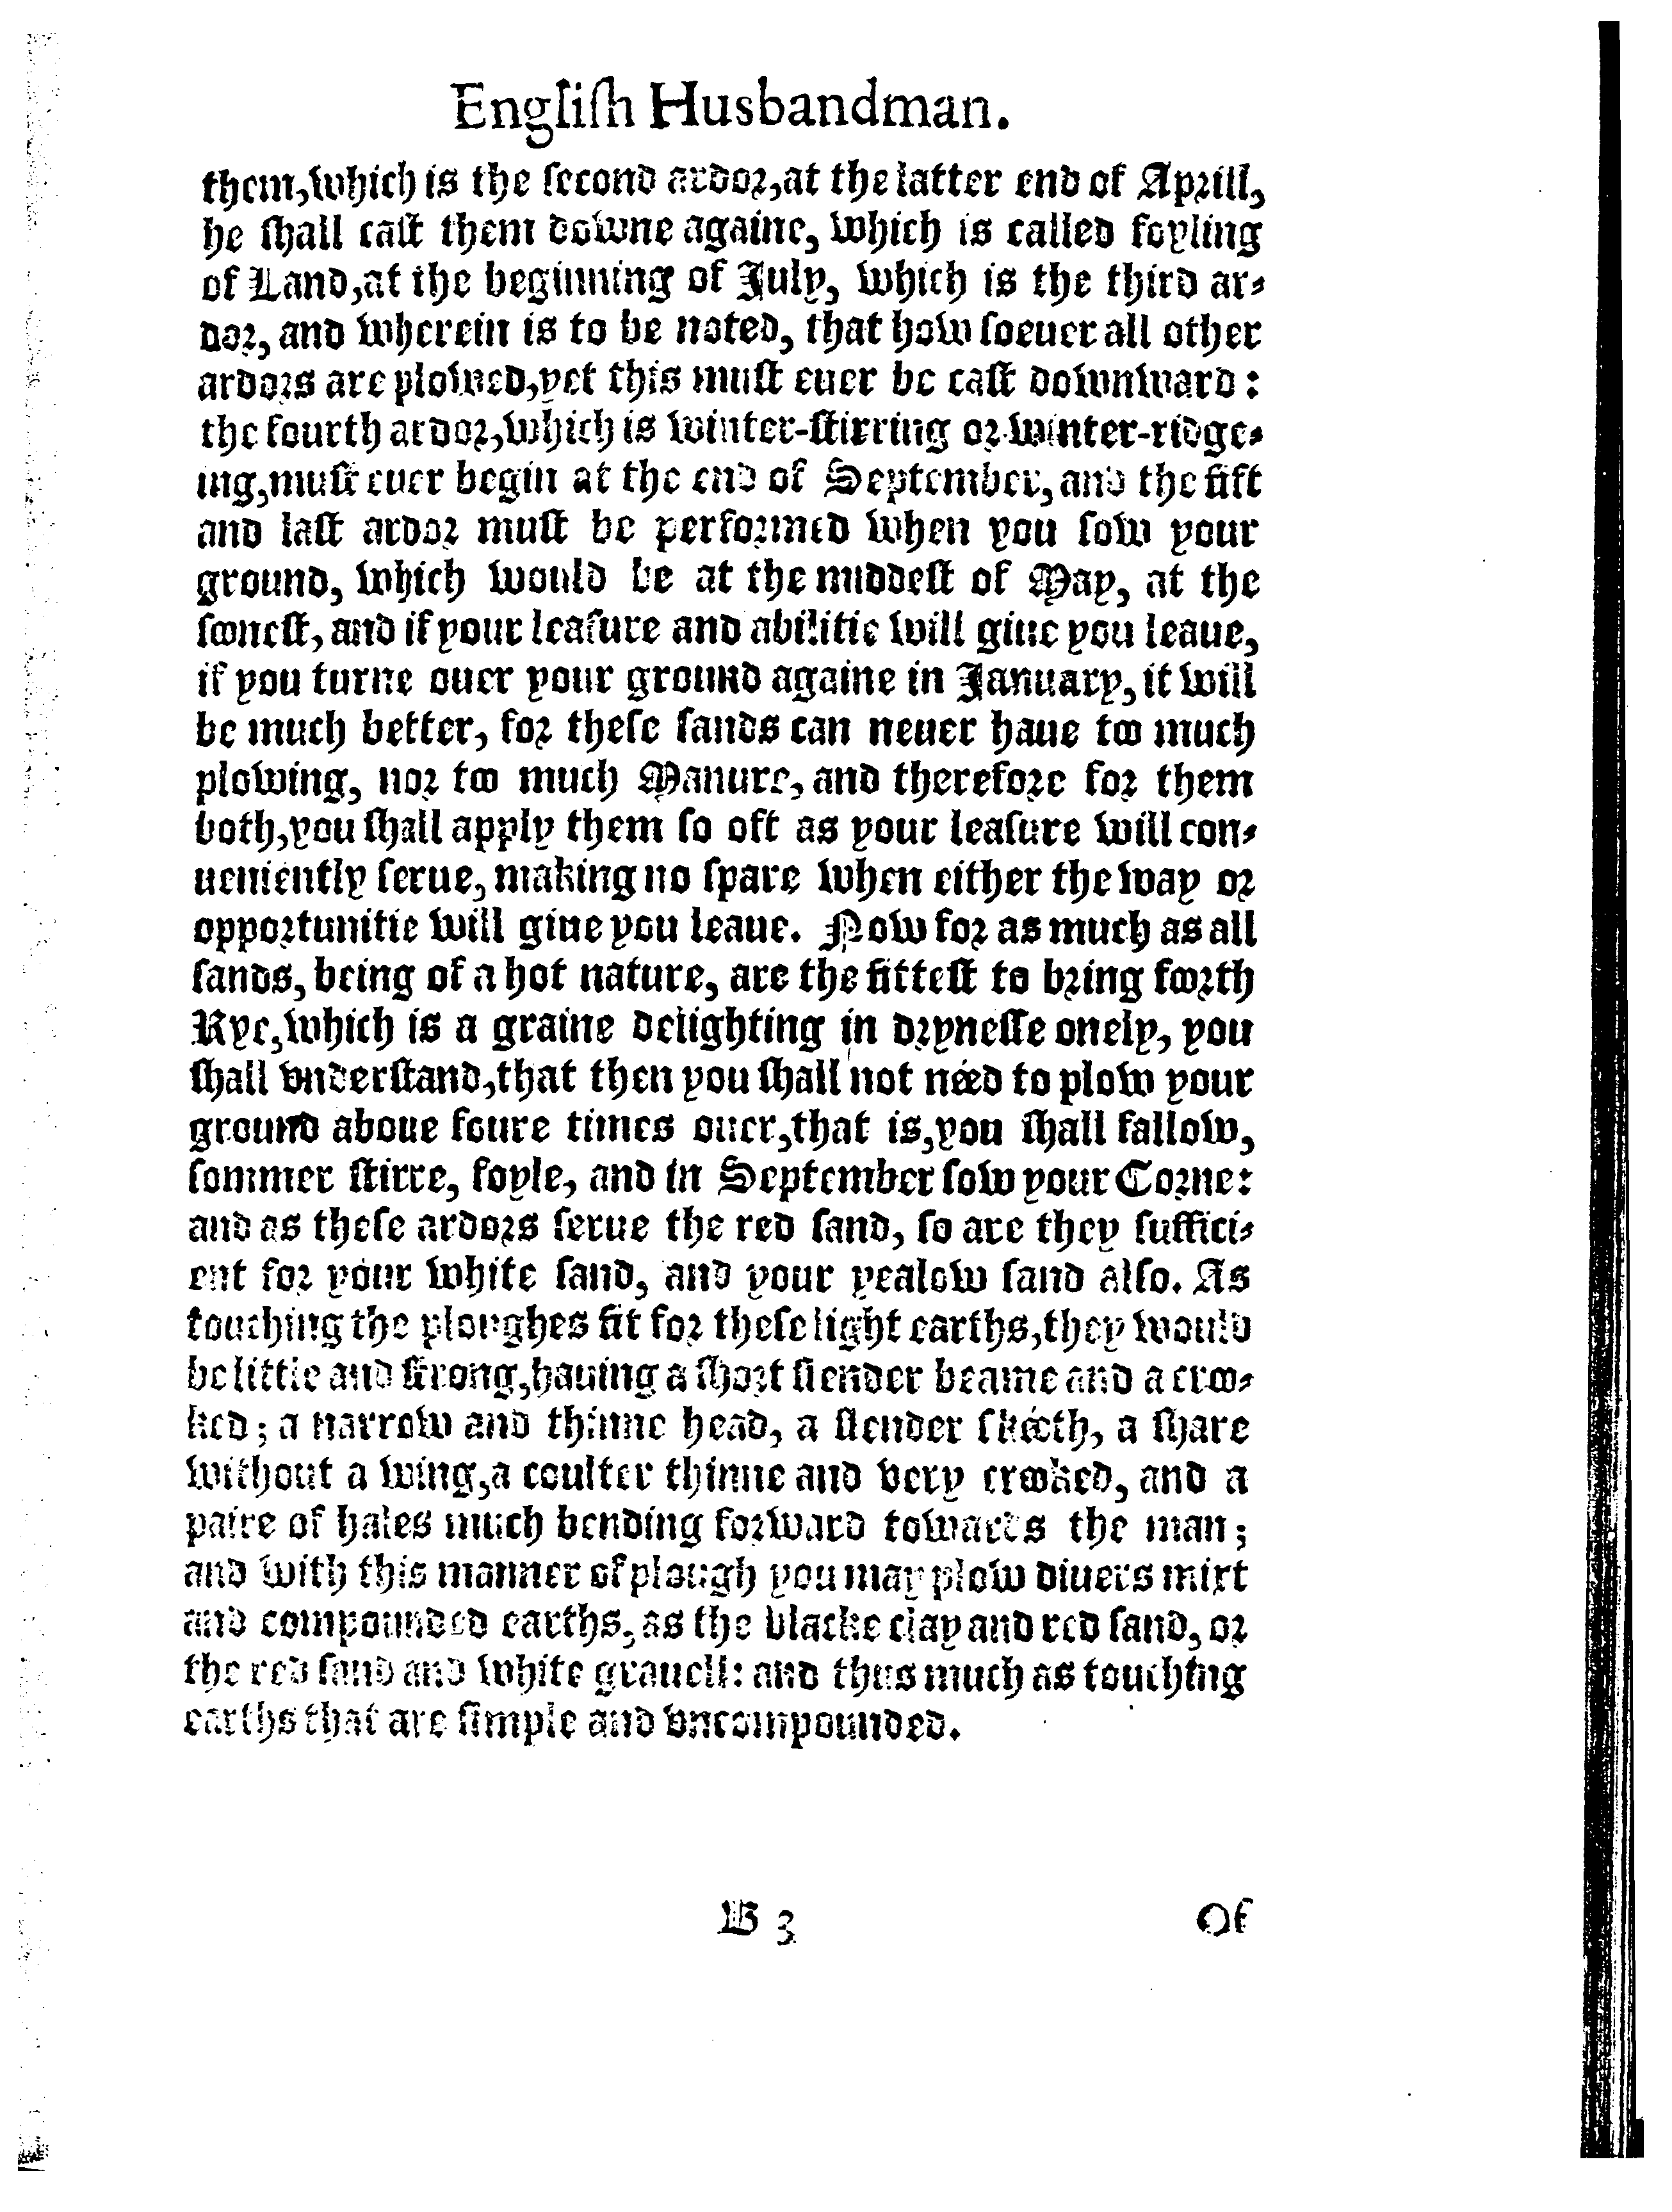 Engliſh Husbandman.
them, which is the ſecond ardor, at the latter end of Aprill,
he ſhall caſt them downe againe, which is called foyling
of Land, at the beginning of July, which is the third ar-
dor, and wherein is to be noted, that how ſoeuer all other
ardors are plowed, yet this muſt euer be caſt downward:
the fourth ardor, which is winter-ſtirring or winter-ridge-
ing, muſt euer begin at the end of September, and the fift
and laſt ardor muſt be performed when you ſow your
ground, which would be at the middeſt of May, at the
ſooneſt, and if your leaſure and abilitie will giue you leaue,
if you turne ouer your ground againe in January, it will
be much better, for theſe ſands can neuer haue too much
plowing, nor too much Manure, and therefore for them
both, you ſhall apply them ſo oft as your leaſure will con-
ueniently ſerue, making no ſpare when either the way or
opportunitie will giue you leaue. Now for as much as all
ſands, being of a hot nature, are the fitteſt to bring foorth
Rye, which is a graine delighting in dryneſſe onely, you
ſhall vnderſtand, that then you ſhall not néed to plow your
ground aboue foure times ouer, that is, you ſhall fallow,
ſommer ſtirre, foyle, and in September ſow your Corne:
and as theſe ardors ſerue the red ſand, ſo are they ſuffici-
ent for your white ſand, and your yealow ſand alſo. As
touching the ploughes fit for theſe light earths, they would
be little and ſtrong, hauing a ſhort ſlender beame and a croo-
ked; a narrow and thinne head, a ſlender ſkéeth, a ſhare
without a wing, a coulter thinne and very crooked, and a
paire of hales much bending forward towards the man;
and with this manner of plough you may plow diuers mixt
and compounded earths, as the blacke clay and red ſand, or
the red ſand and white grauell: and thus much as touching
earths that are ſimple and vncompounded.
B 3
Of